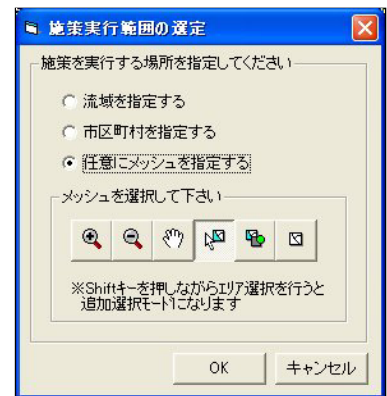 施策実行範囲の選定
施策を実行する場所を指定してください
流域を指定する
市区町村を指定する
任意にメッシュを指定する
メッシュを選択して下さい
※Shiftキーを押しながらエリア選択を行うと
追加選択モードになります
OK
キャンセル